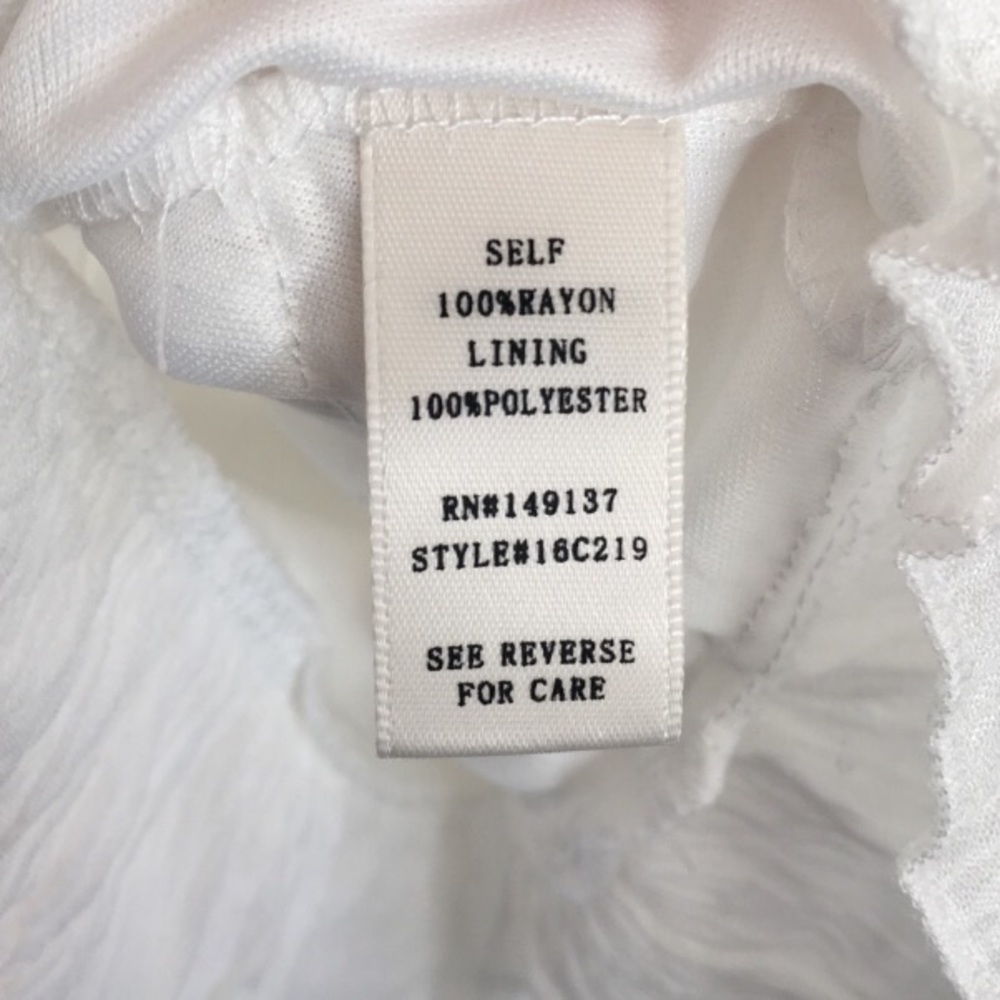 SELF
100%RAYON
LINING
100%POLYESTER
RN#149137
STYLE#16C219
SEE REVERSE
FOR CARE